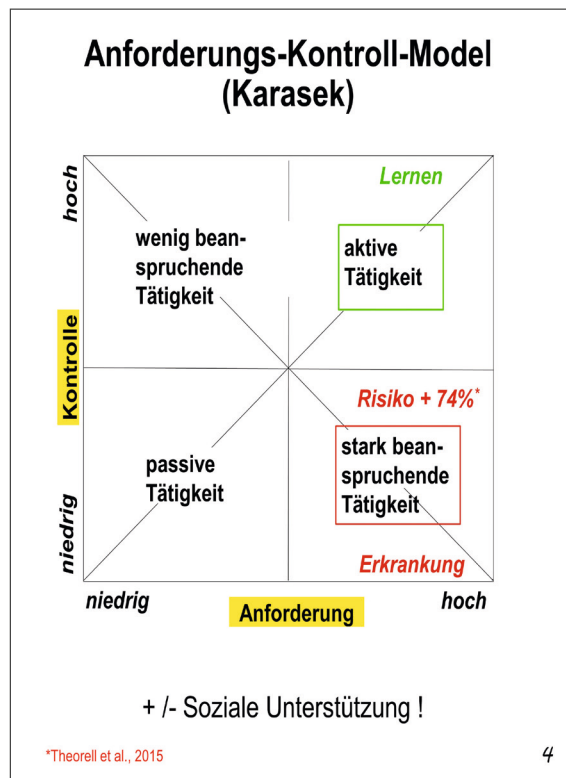 Anforderungs-Kontroll-Model
(Karasek)
hoch
Lernen
wenig bean-
spruchende
Tätigkeit
aktive
Tätigkeit
Kontrolle
Risiko + 74%*
passive
Tätigkeit
stark bean-
spruchende
Tätigkeit
niedrig
Erkrankung
niedrig
Anforderung
hoch
+ /- Soziale Unterstützung !
*Theorell et al., 2015
4